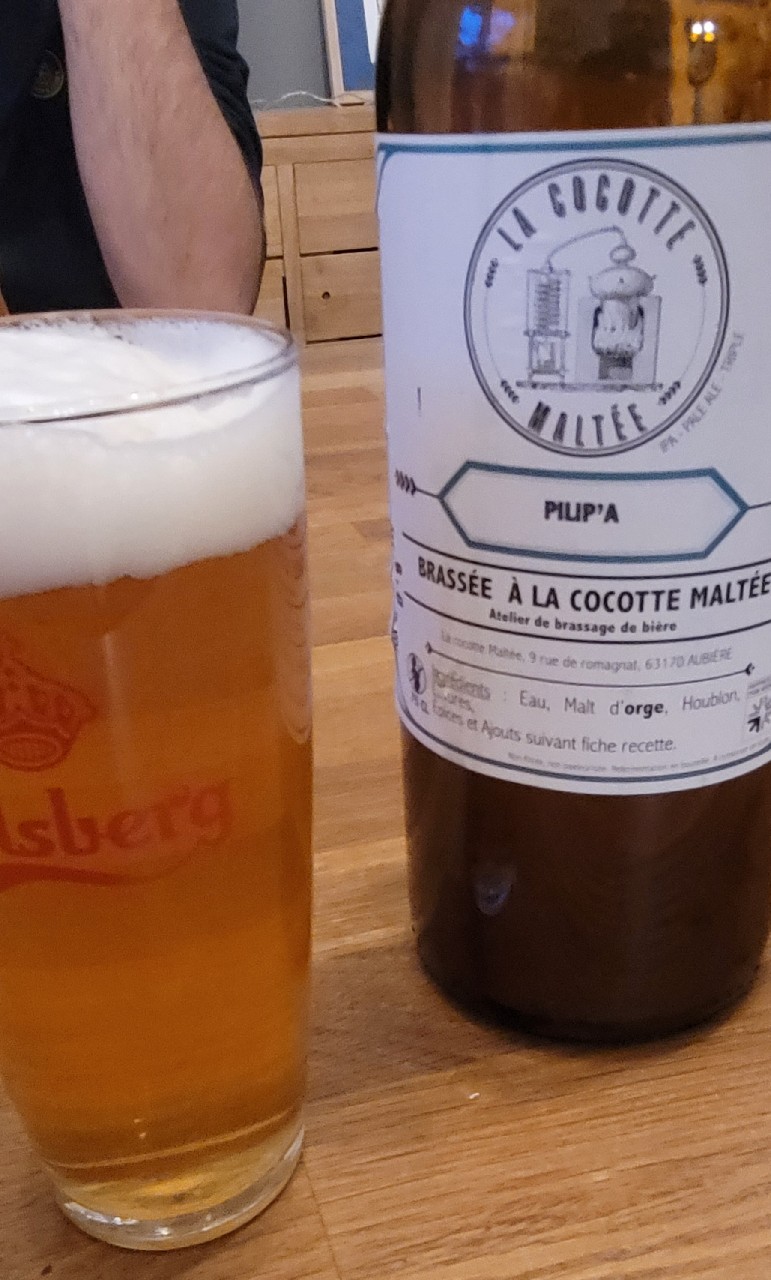 LA COCOTTE
MALTÉE
IPA - PALE ALE - TRIPLE
PILIP'A
BRASSÉE À LA COCOTTE MALTÉE
Atelier de brassage de bière
La cocotte Maltée, 9 rue de romagnat, 63170 AUBIÈRE
Ingrédients : Eau, Malt d'orge, Houblon,
Épices et Ajouts suivant fiche recette.
lsberg